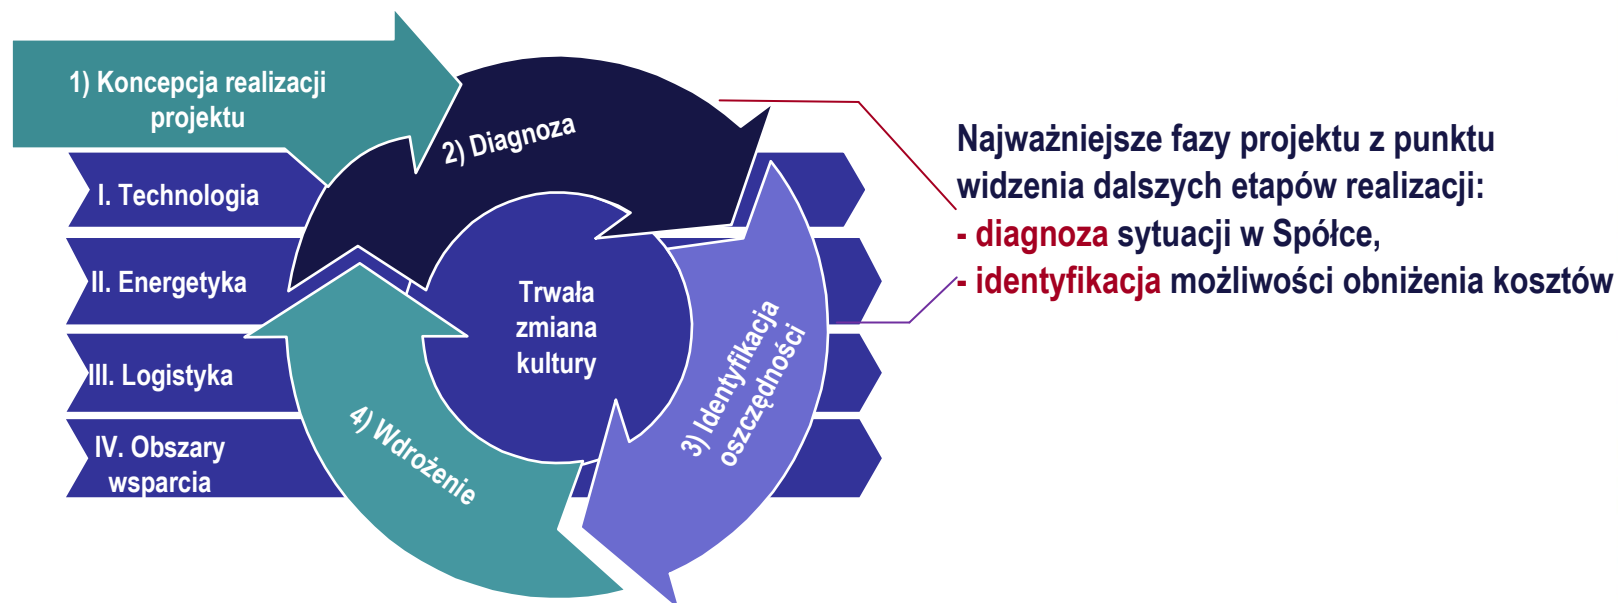 1) Koncepcja realizacji
projektu
2) Diagnoza
I. Technologia
II. Energetyka
III. Logistyka
IV. Obszary
wsparcia
Trwała
zmiana
kultury
3) Identyfikacja
oszczędności
4) Wdrożenie
Najważniejsze fazy projektu z punktu
widzenia dalszych etapów realizacji:
- diagnoza sytuacji w Spółce,
- identyfikacja możliwości obniżenia kosztów